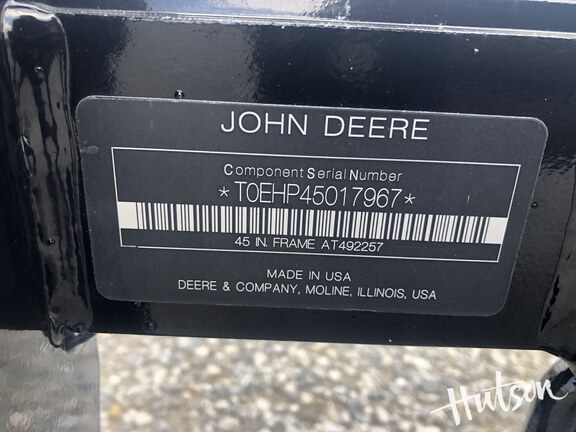 JOHN DEERE
Component Serial Number
*T0EHP45017967*
45 IN. FRAME AT492257
MADE IN USA
DEERE & COMPANY, MOLINE, ILLINOIS, USA
Hutson